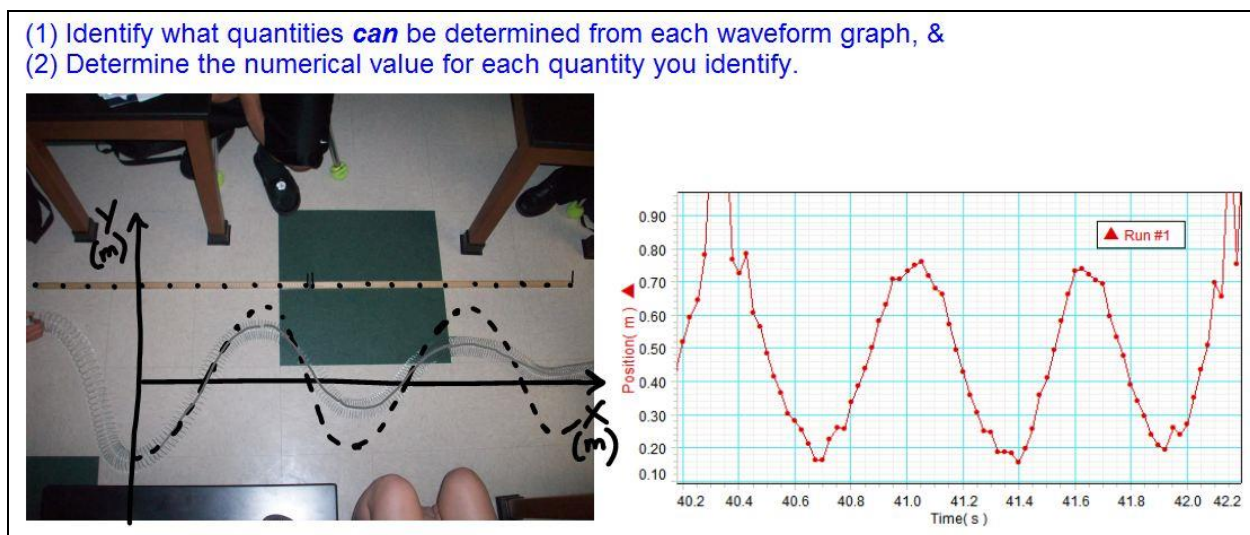 (1) Identify what quantities can be determined from each waveform graph, &
(2) Determine the numerical value for each quantity you identify.
Y
(m)
X
(m)
Position( m )
0.90
0.80
0.70
0.60
0.50
0.40
0.30
0.20
0.10
Run #1
40.2 40.4 40.6 40.8 41.0 41.2 41.4 41.6 41.8 42.0 42.2
Time( s )